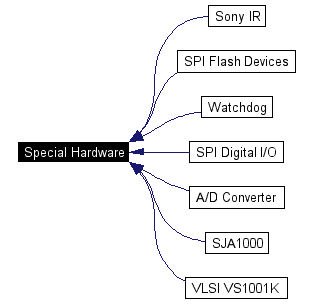 Sony IR
SPI Flash Devices
Watchdog
Special Hardware
SPI Digital I/O
A/D Converter
SJA1000
VLSI VS1001K